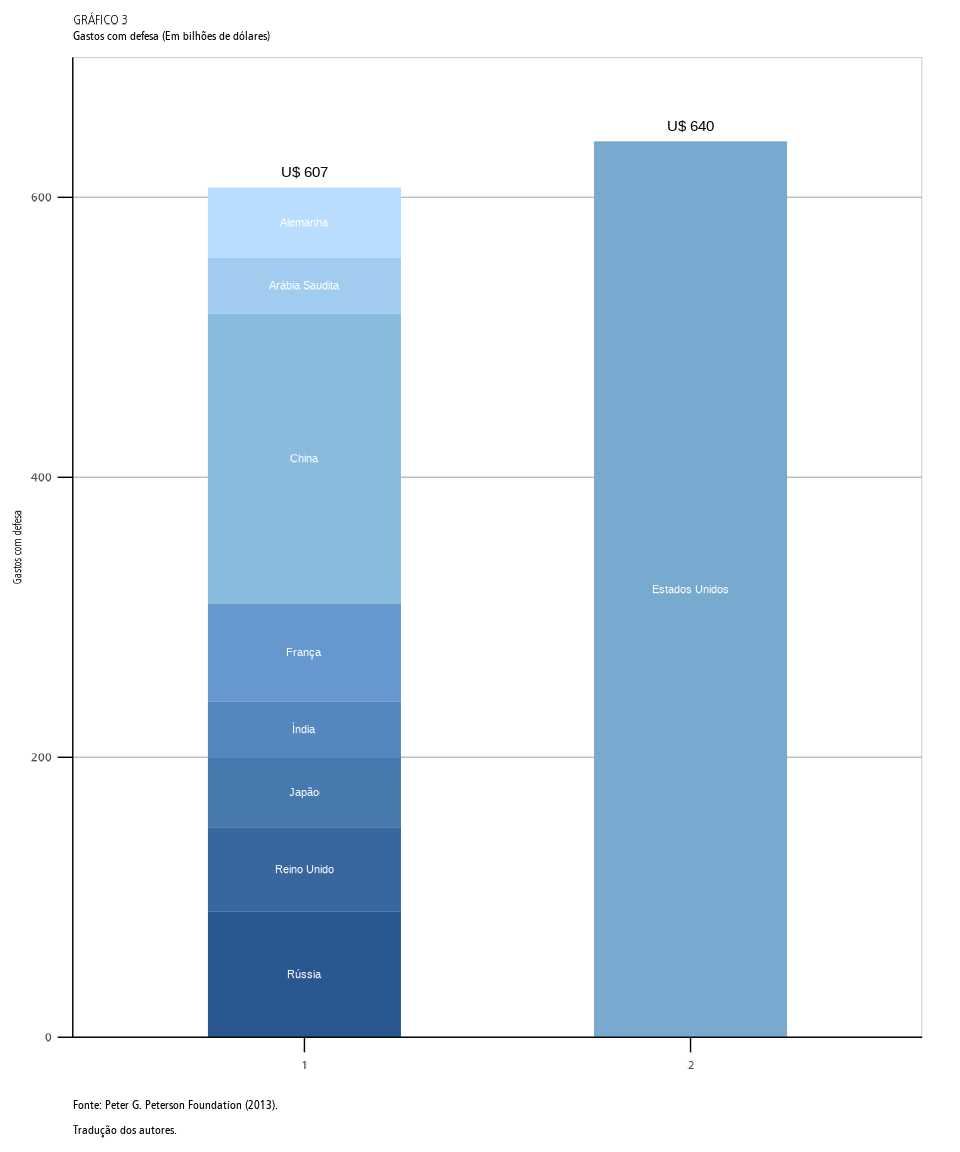 GRÁFICO 3
Gastos com defesa (Em bilhões de dólares)
U$ 640
U$ 607
600
Alemanha
Arábia Saudita
China
400
Gastos com defesa
Estados Unidos
França
Ìndia
200
Japão
Reino Unido
Rússia
0
1
2
Fonte: Peter G. Peterson Foundation (2013).
Tradução dos autores.